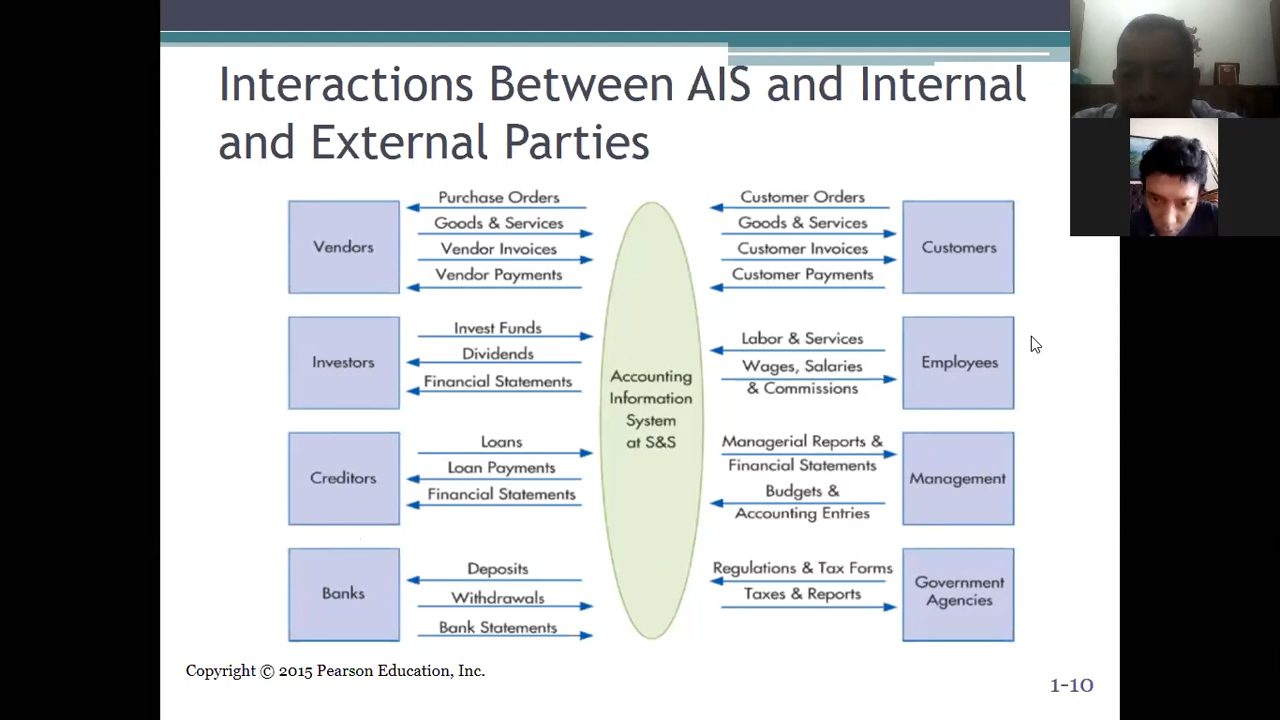 Interactions Between AIS and Internal
and External Parties
Vendors
Purchase Orders
Goods & Services
Vendor Invoices
Vendor Payments
Customer Orders
Goods & Services
Customer Invoices
Customer Payments
Customers
Investors
Invest Funds
Dividends
Financial Statements
Accounting
Information
System
at S&S
Labor & Services
Wages, Salaries
& Commissions
Employees
Creditors
Loans
Loan Payments
Financial Statements
Managerial Reports &
Financial Statements
Budgets &
Accounting Entries
Management
Banks
Deposits
Withdrawals
Bank Statements
Regulations & Tax Forms
Taxes & Reports
Government
Agencies
Copyright © 2015 Pearson Education, Inc.
1-10